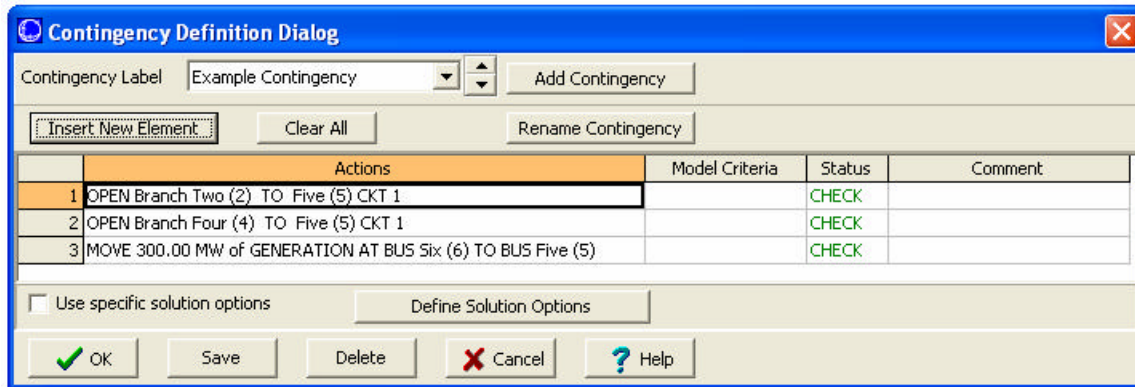 Contingency Definition Dialog
Contingency Label Example Contingency Add Contingency
Insert New Element Clear All Rename Contingency
Actions Model Criteria Status Comment
1 OPEN Branch Two (2) TO Five (5) CKT 1 CHECK
2 OPEN Branch Four (4) TO Five (5) CKT 1 CHECK
3 MOVE 300.00 MW of GENERATION AT BUS Six (6) TO BUS Five (5) CHECK
Use specific solution options Define Solution Options
OK Save Delete Cancel ? Help